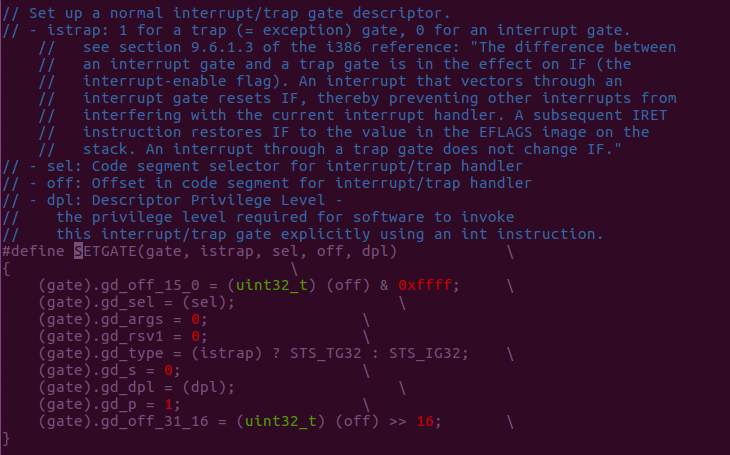 // Set up a normal interrupt/trap gate descriptor.
// - istrap: 1 for a trap (= exception) gate, 0 for an interrupt gate.
    //   see section 9.6.1.3 of the i386 reference: "The difference between
    //   an interrupt gate and a trap gate is in the effect on IF (the
    //   interrupt-enable flag). An interrupt that vectors through an
    //   interrupt gate resets IF, thereby preventing other interrupts from
    //   interfering with the current interrupt handler. A subsequent IRET
    //   instruction restores IF to the value in the EFLAGS image on the
    //   stack. An interrupt through a trap gate does not change IF."
// - sel: Code segment selector for interrupt/trap handler
// - off: Offset in code segment for interrupt/trap handler
// - dpl: Descriptor Privilege Level -
//    the privilege level required for software to invoke
//    this interrupt/trap gate explicitly using an int instruction.
#define SETGATE(gate, istrap, sel, off, dpl)            \
{                               \
    (gate).gd_off_15_0 = (uint32_t) (off) & 0xffff;     \
    (gate).gd_sel = (sel);                  \
    (gate).gd_args = 0;                 \
    (gate).gd_rsv1 = 0;                 \
    (gate).gd_type = (istrap) ? STS_TG32 : STS_IG32;    \
    (gate).gd_s = 0;                    \
    (gate).gd_dpl = (dpl);                  \
    (gate).gd_p = 1;                    \
    (gate).gd_off_31_16 = (uint32_t) (off) >> 16;       \
}